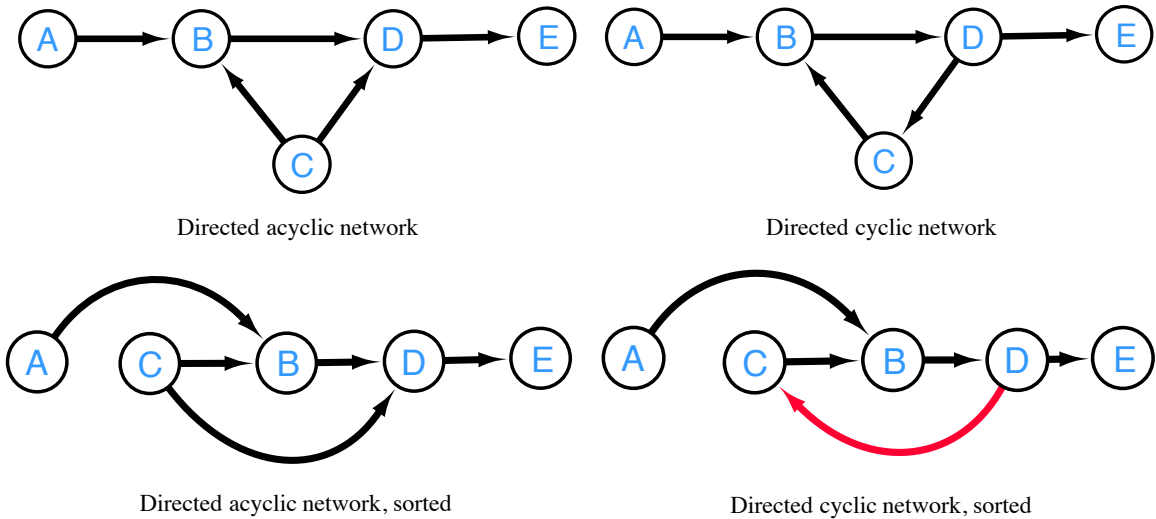 A B D E A B D E
C C
Directed acyclic network Directed cyclic network
A C B D E A C B D E
Directed acyclic network, sorted Directed cyclic network, sorted